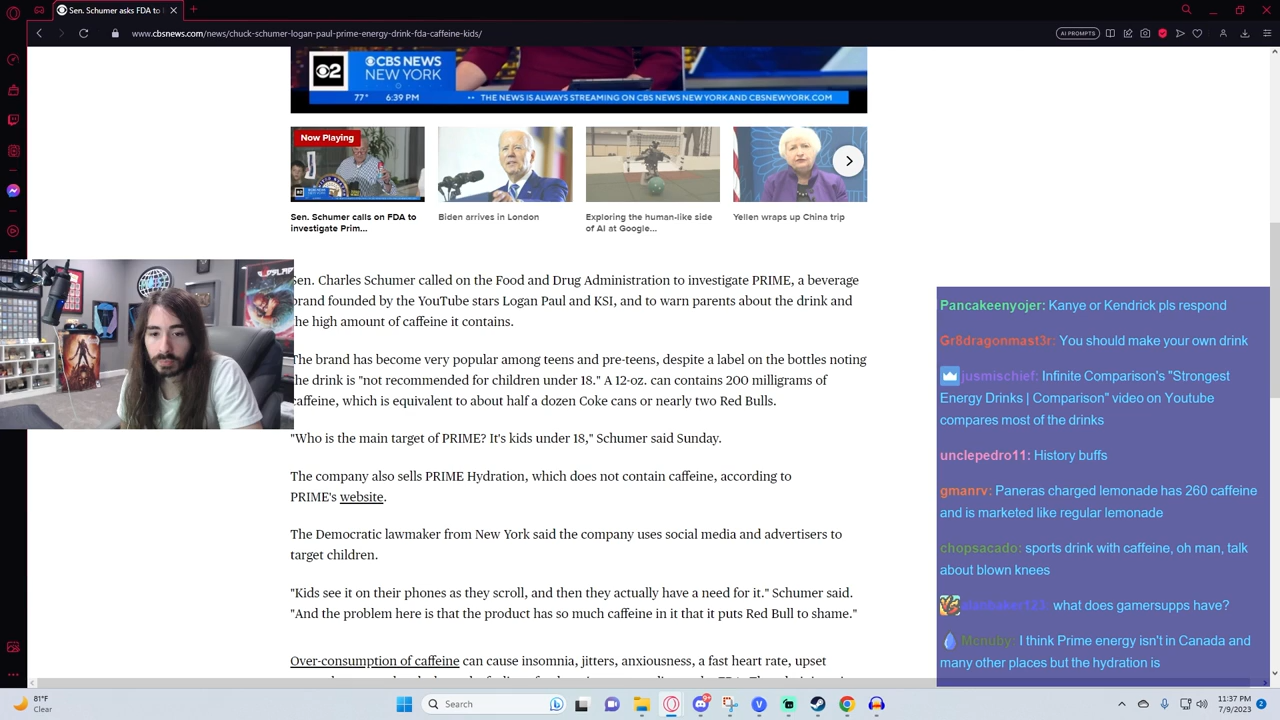 Sen. Schumer asks FDA to l
www.cbsnews.com/news/chuck-schumer-logan-prime-energy-drink-fda-caffeine-kids/
AI PROMPTS
2
CBS NEWS
NEW YORK
77° 6:39 PM THE NEWS IS ALWAYS STREAMING ON CBS NEWS NEW YORK AND CBSNEWYORK.COM
Now Playing
Sen. Schumer calls on FDA to
investigate Prim...
Biden arrives in London
Exploring the human-like side
of AI at Google...
Yellen wraps up China trip
Sen. Charles Schumer called on the Food and Drug Administration to investigate PRIME, a beverage
brand founded by the YouTube stars Logan Paul and KSI, and to warn parents about the drink and
the high amount of caffeine it contains.
The brand has become very popular among teens and pre-teens, despite a label on the bottles noting
the drink is "not recommended for children under 18." A 12-oz. can contains 200 milligrams of
caffeine, which is equivalent to about half a dozen Coke cans or nearly two Red Bulls.
"Who is the main target of PRIME? It's kids under 18," Schumer said Sunday.
The company also sells PRIME Hydration, which does not contain caffeine, according to
PRIME's website.
The Democratic lawmaker from New York said the company uses social media and advertisers to
target children.
"Kids see it on their phones as they scroll, and then they actually have a need for it." Schumer said.
"And the problem here is that the product has so much caffeine in it that it puts Red Bull to shame."
Over-consumption of caffeine can cause insomnia, jitters, anxiousness, a fast heart rate, upset
Pancakeenyojer: Kanye or Kendrick pls respond
Gr8dragonmast3r: You should make your own drink
jusmischief: Infinite Comparison's "Strongest
Energy Drinks | Comparison" video on Youtube
compares most of the drinks
unclepedro11: History buffs
gmanrv: Paneras charged lemonade has 260 caffeine
and is marketed like regular lemonade
chopsacado: sports drink with caffeine, oh man, talk
about blown knees
what does gamersupps have?
Mcnuby: I think Prime energy isn't in Canada and
many other places but the hydration is
81°F
Clear
Search
11:37 PM
7/9/2023